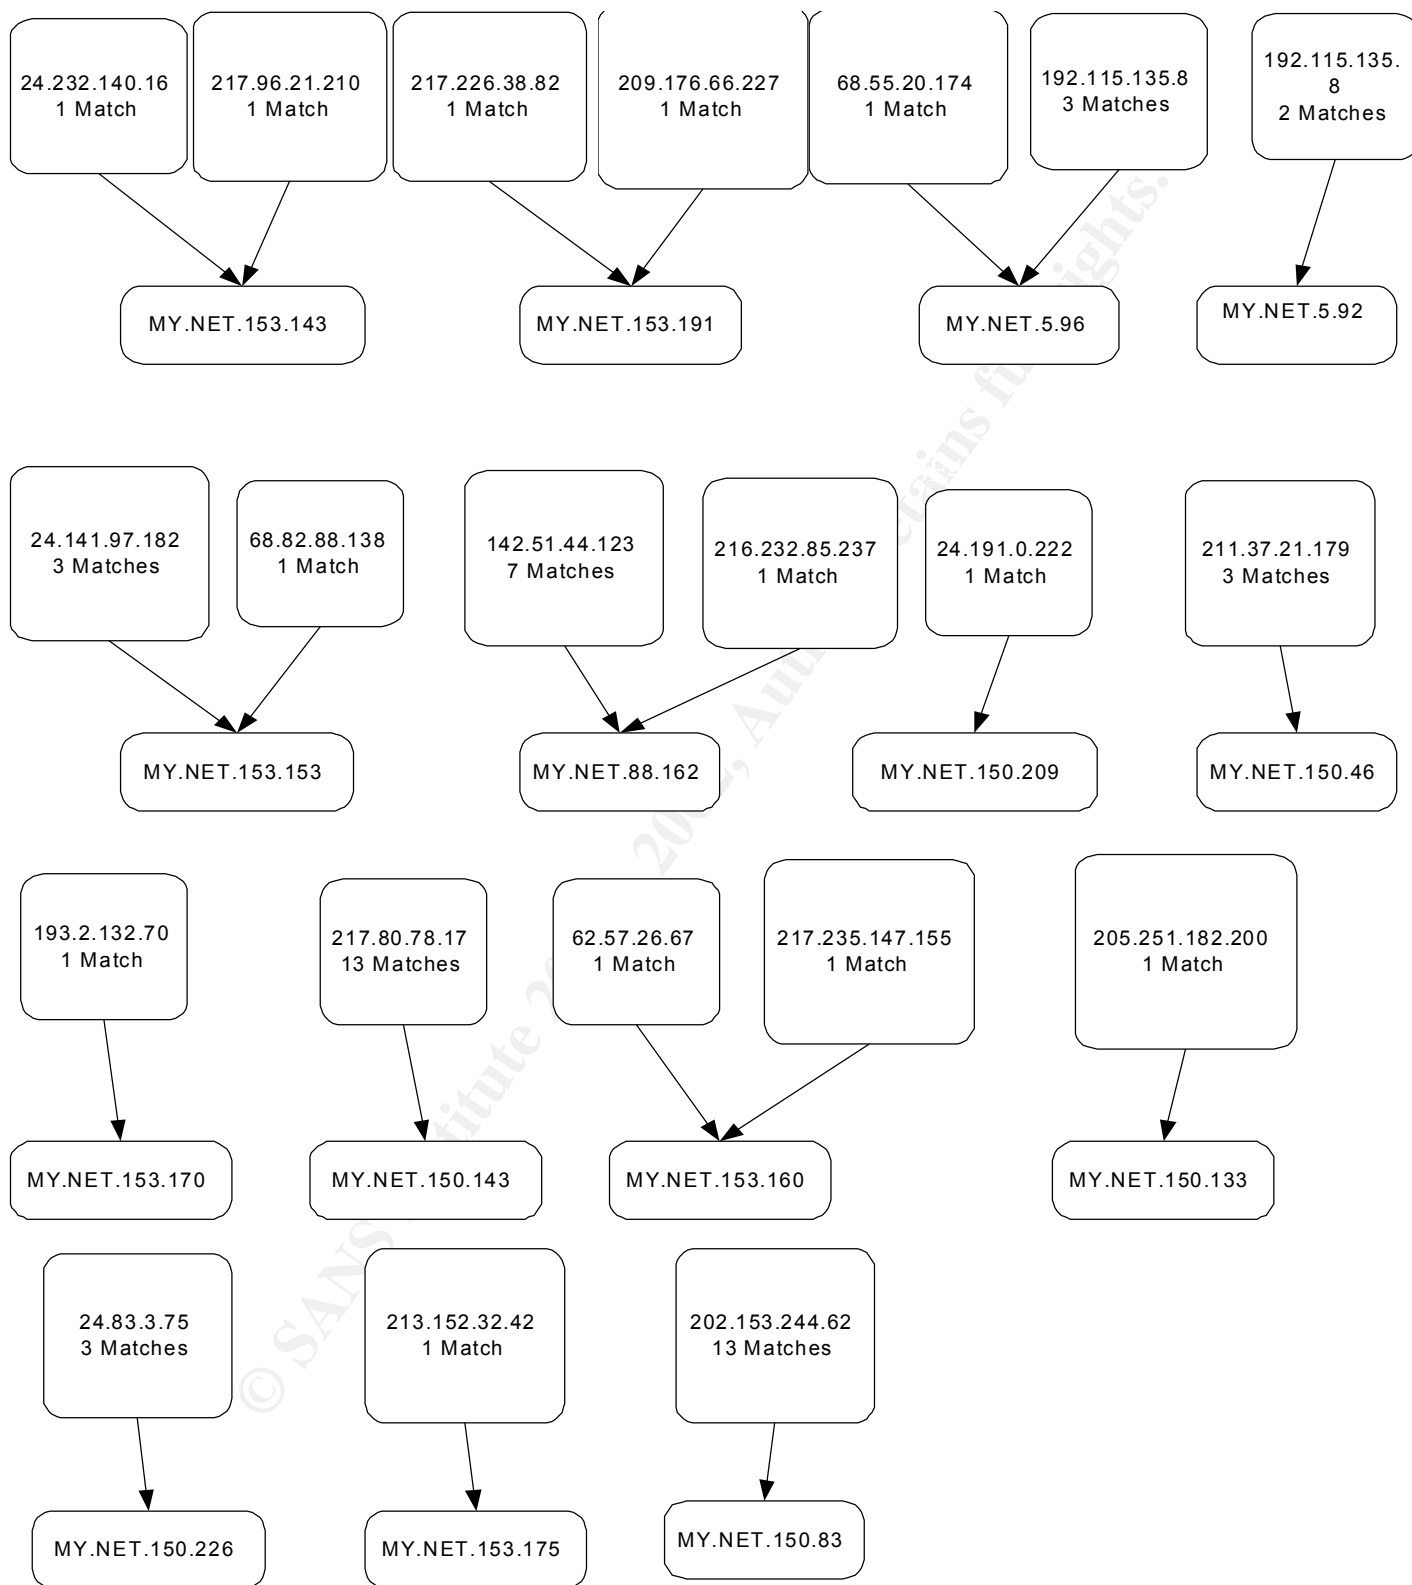 24.232.140.16
1 Match
217.96.21.210
1 Match
217.226.38.82
1 Match
209.176.66.227
1 Match
68.55.20.174
1 Match
192.115.135.8
3 Matches
192.115.135.
8
2 Matches
MY.NET.153.143
MY.NET.153.191
MY.NET.5.96
MY.NET.5.92
24.141.97.182
3 Matches
68.82.88.138
1 Match
142.51.44.123
7 Matches
216.232.85.237
1 Match
24.191.0.222
1 Match
211.37.21.179
3 Matches
MY.NET.153.153
MY.NET.88.162
MY.NET.150.209
MY.NET.150.46
193.2.132.70
1 Match
217.80.78.17
13 Matches
62.57.26.67
1 Match
217.235.147.155
1 Match
205.251.182.200
1 Match
MY.NET.153.170
MY.NET.150.143
MY.NET.153.160
MY.NET.150.133
24.83.3.75
3 Matches
213.152.32.42
1 Match
202.153.244.62
13 Matches
MY.NET.150.226
MY.NET.153.175
MY.NET.150.83
© SANS